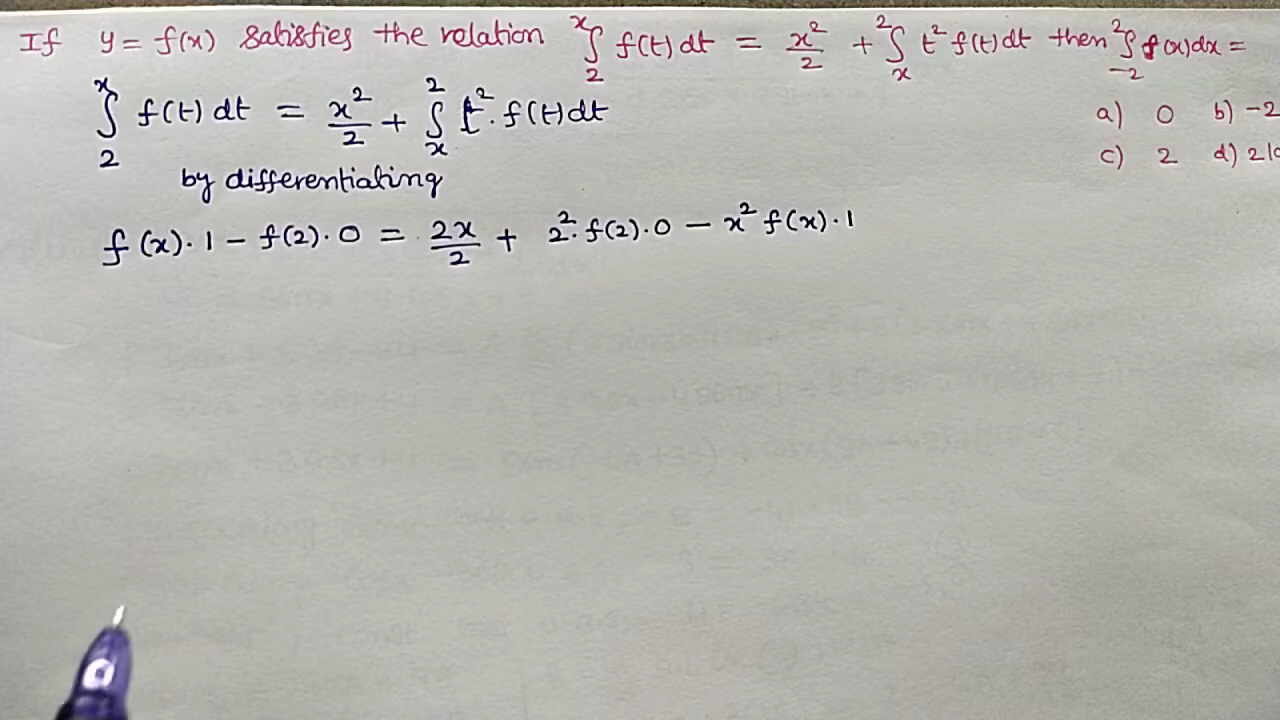 If y = f(x) satisfies the relation ∫₂ˣ f(t) dt = x²/2 + ∫ₓ² t² f(t) dt then ∫₋₂² f(x) dx =
a) 0 b) -2
∫₂ˣ f(t) dt = x²/2 + ∫ₓ² t². f(t) dt
c) 2 d)
by differentiating
f(x). 1 - f(2). 0 = 2x/2 + 2². f(2). 0 - x² f(x). 1